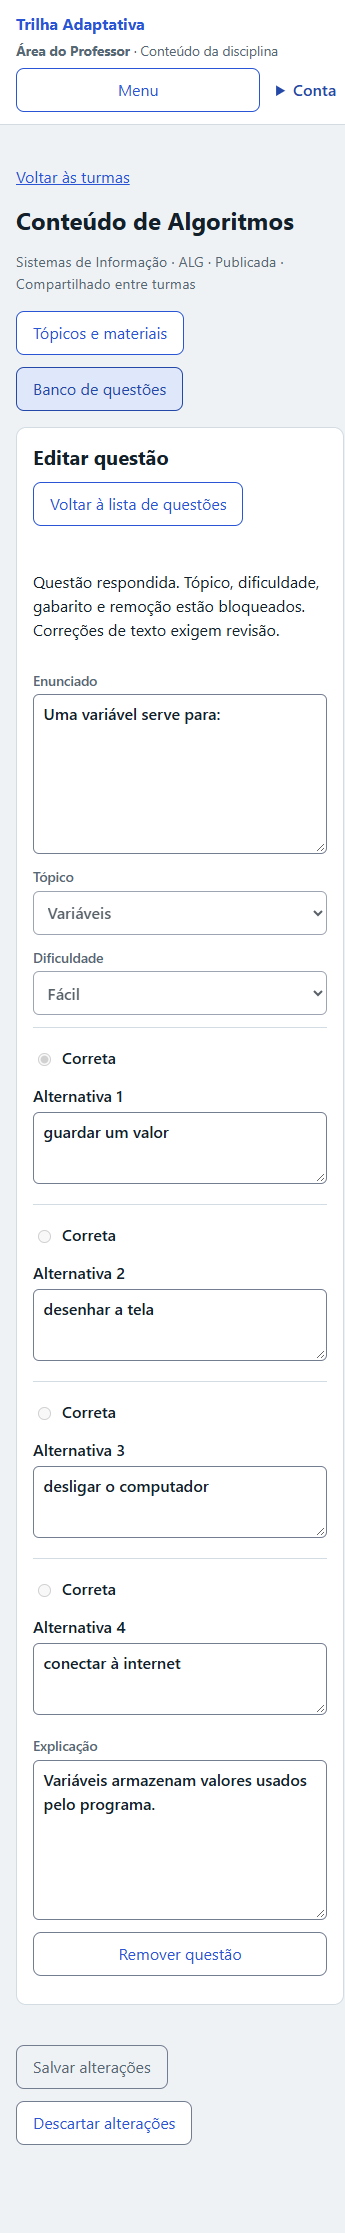 Trilha Adaptativa
Área do Professor · Conteúdo da disciplina
Menu
▶ Conta
Voltar às turmas
Conteúdo de Algoritmos
Sistemas de Informação · ALG · Publicada ·
Compartilhado entre turmas
Tópicos e materiais
Banco de questões
Editar questão
Voltar à lista de questões
Questão respondida. Tópico, dificuldade,
gabarito e remoção estão bloqueados.
Correções de texto exigem revisão.
Enunciado
Uma variável serve para:
Tópico
Variáveis
Dificuldade
Fácil
Correta
Alternativa 1
guardar um valor
Correta
Alternativa 2
desenhar a tela
Correta
Alternativa 3
desligar o computador
Correta
Alternativa 4
conectar à internet
Explicação
Variáveis armazenam valores usados
pelo programa.
Remover questão
Salvar alterações
Descartar alterações